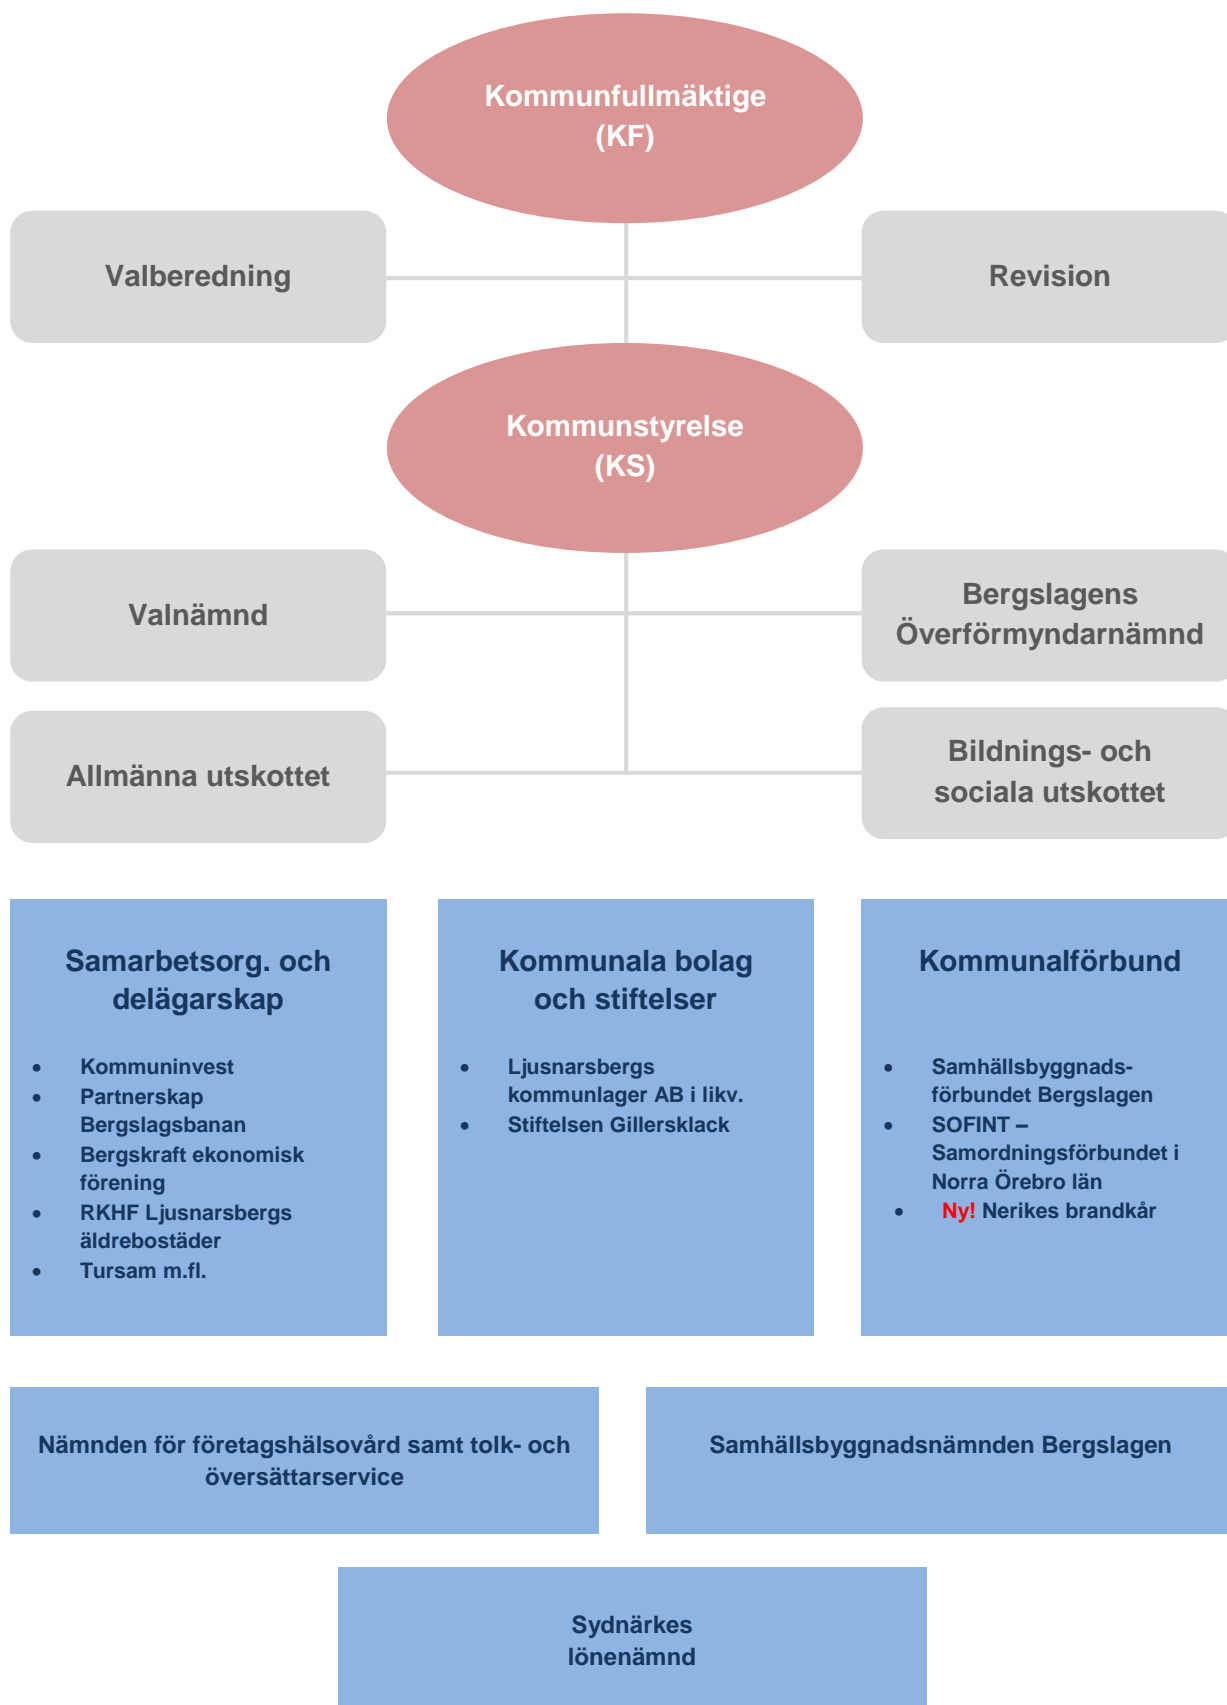 Kommunfullmäktige
(KF)
Valberedning
Revision
Kommunstyrelse
(KS)
Valnämnd
Bergslagens
Överförmyndarnämnd
Allmänna utskottet
Bildnings- och
sociala utskottet
Samarbetsorg. och
delägarskap
• Kommuninvest
• Partnerskap
Bergslagsbanan
• Bergskraft ekonomisk
förening
• RKHF Ljusnarsbergs
äldrebostäder
• Tursam m.fl.
Kommunala bolag
och stiftelser
• Ljusnarsbergs
kommunlager AB i likv.
• Stiftelsen Gillersklack
Kommunalförbund
• Samhällsbyggnads-
förbundet Bergslagen
• SOFINT –
Samordningsförbundet i
Norra Örebro län
• Ny! Nerikes brandkår
Nämnden för företagshälsovård samt tolk- och
översättarservice
Samhällsbyggnadsnämnden Bergslagen
Sydnärkes
lönenämnd